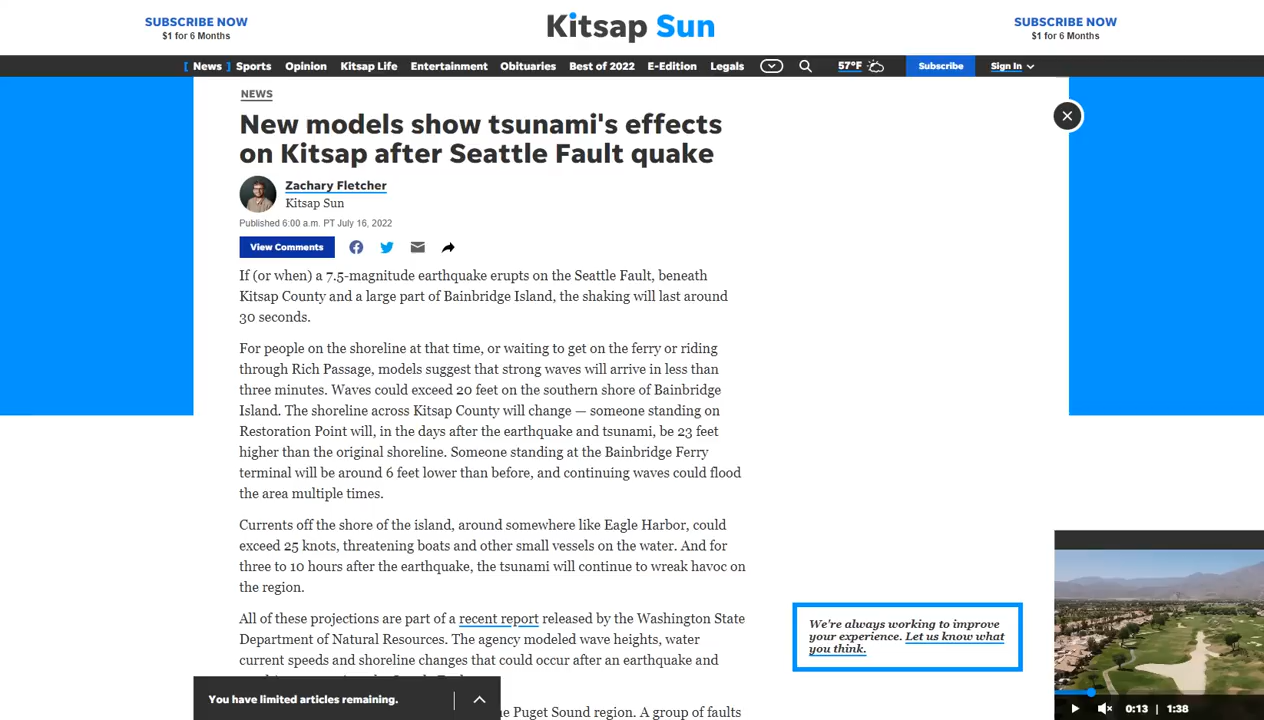 SUBSCRIBE NOW
$1 for 6 Months
Kitsap Sun
SUBSCRIBE NOW
$1 for 6 Months
[ News ] Sports Opinion Kitsap Life Entertainment Obituaries Best of 2022 E-Edition Legals 57°F Subscribe Sign In
NEWS
New models show tsunami's effects
on Kitsap after Seattle Fault quake
Zachary Fletcher
Kitsap Sun
Published 6:00 a.m. PT July 16, 2022
View Comments
If (or when) a 7.5-magnitude earthquake erupts on the Seattle Fault, beneath
Kitsap County and a large part of Bainbridge Island, the shaking will last around
30 seconds.
For people on the shoreline at that time, or waiting to get on the ferry or riding
through Rich Passage, models suggest that strong waves will arrive in less than
three minutes. Waves could exceed 20 feet on the southern shore of Bainbridge
Island. The shoreline across Kitsap County will change — someone standing on
Restoration Point will, in the days after the earthquake and tsunami, be 23 feet
higher than the original shoreline. Someone standing at the Bainbridge Ferry
terminal will be around 6 feet lower than before, and continuing waves could flood
the area multiple times.
Currents off the shore of the island, around somewhere like Eagle Harbor, could
exceed 25 knots, threatening boats and other small vessels on the water. And for
three to 10 hours after the earthquake, the tsunami will continue to wreak havoc on
the region.
All of these projections are part of a recent report released by the Washington State
Department of Natural Resources. The agency modeled wave heights, water
current speeds and shoreline changes that could occur after an earthquake and
the Puget Sound region. A group of faults
We're always working to improve
your experience. Let us know what
you think.
You have limited articles remaining.
0:13 | 1:38